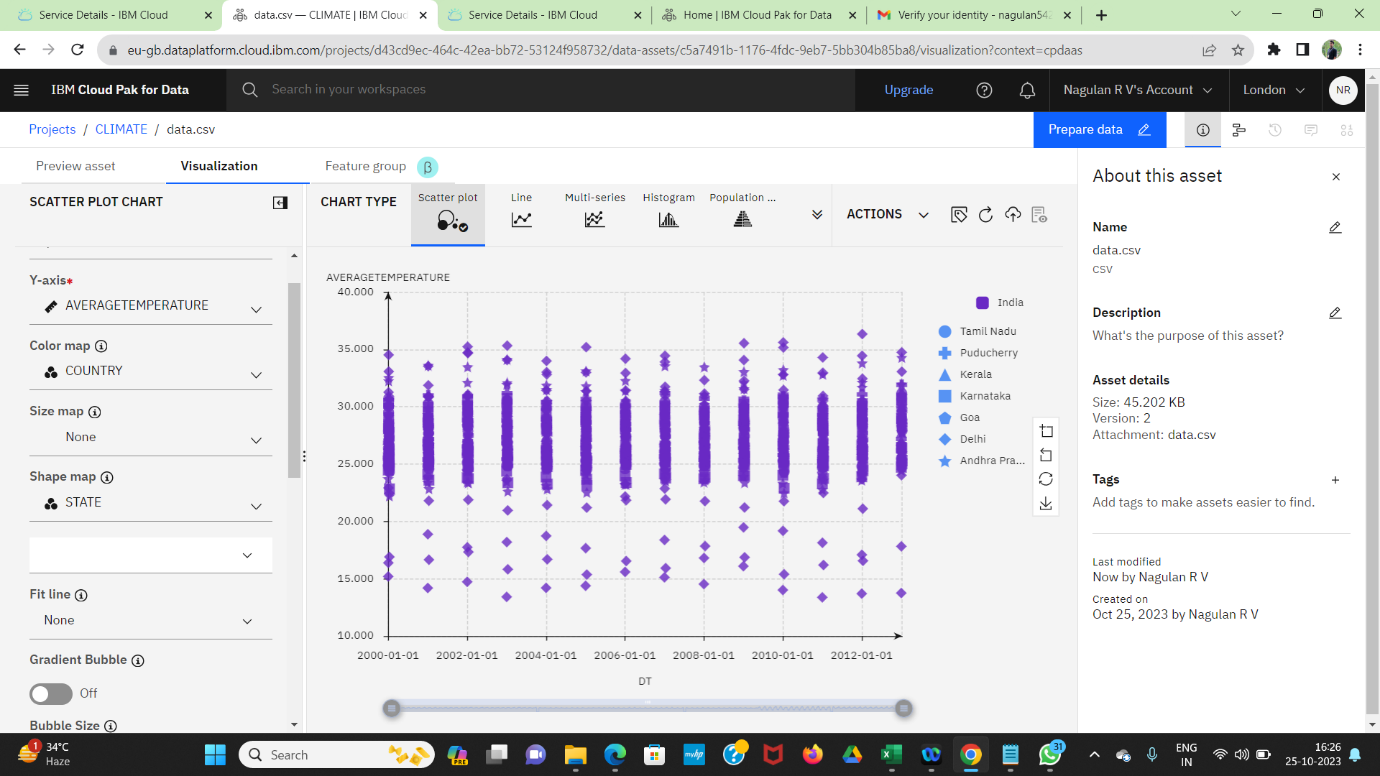 Service Details - IBM Cloud
data.csv — CLIMATE | IBM Cloud
Service Details - IBM Cloud
Home | IBM Cloud Pak for Data
Verify your identity - nagulan542
eu-gb.dataplatform.cloud.ibm.com/projects/d43cd9ec-464c-42ea-bb72-53124f958732/data-assets/c5a7491b-1176-4fdc-9eb7-5bb304b85ba8/visualization?context=cpdaas
IBM Cloud Pak for Data
Search in your workspaces
Upgrade
Nagulan R V's Account
London
NR
Projects / CLIMATE / data.csv
Prepare data
Preview asset
Visualization
Feature group
β
SCATTER PLOT CHART
Y-axis*
AVERAGETEMPERATURE
Color map
COUNTRY
Size map
None
Shape map
STATE
Fit line
None
Gradient Bubble
Off
Bubble Size
CHART TYPE
Scatter plot
Line
Multi-series
Histogram
Population ...
ACTIONS
AVERAGETEMPERATURE
40.000
35.000
30.000
25.000
20.000
15.000
10.000
2000-01-01 2002-01-01 2004-01-01 2006-01-01 2008-01-01 2010-01-01 2012-01-01
DT
India
Tamil Nadu
Puducherry
Kerala
Karnataka
Goa
Delhi
Andhra Pra...
About this asset
Name
data.csv
CSV
Description
What's the purpose of this asset?
Asset details
Size: 45.202 KB
Version: 2
Attachment: data.csv
Tags
Add tags to make assets easier to find.
Last modified
Now by Nagulan R V
Created on
Oct 25, 2023 by Nagulan R V
1
34°C
Haze
Search
PRE
myhp
31
ENG
IN
16:26
25-10-2023